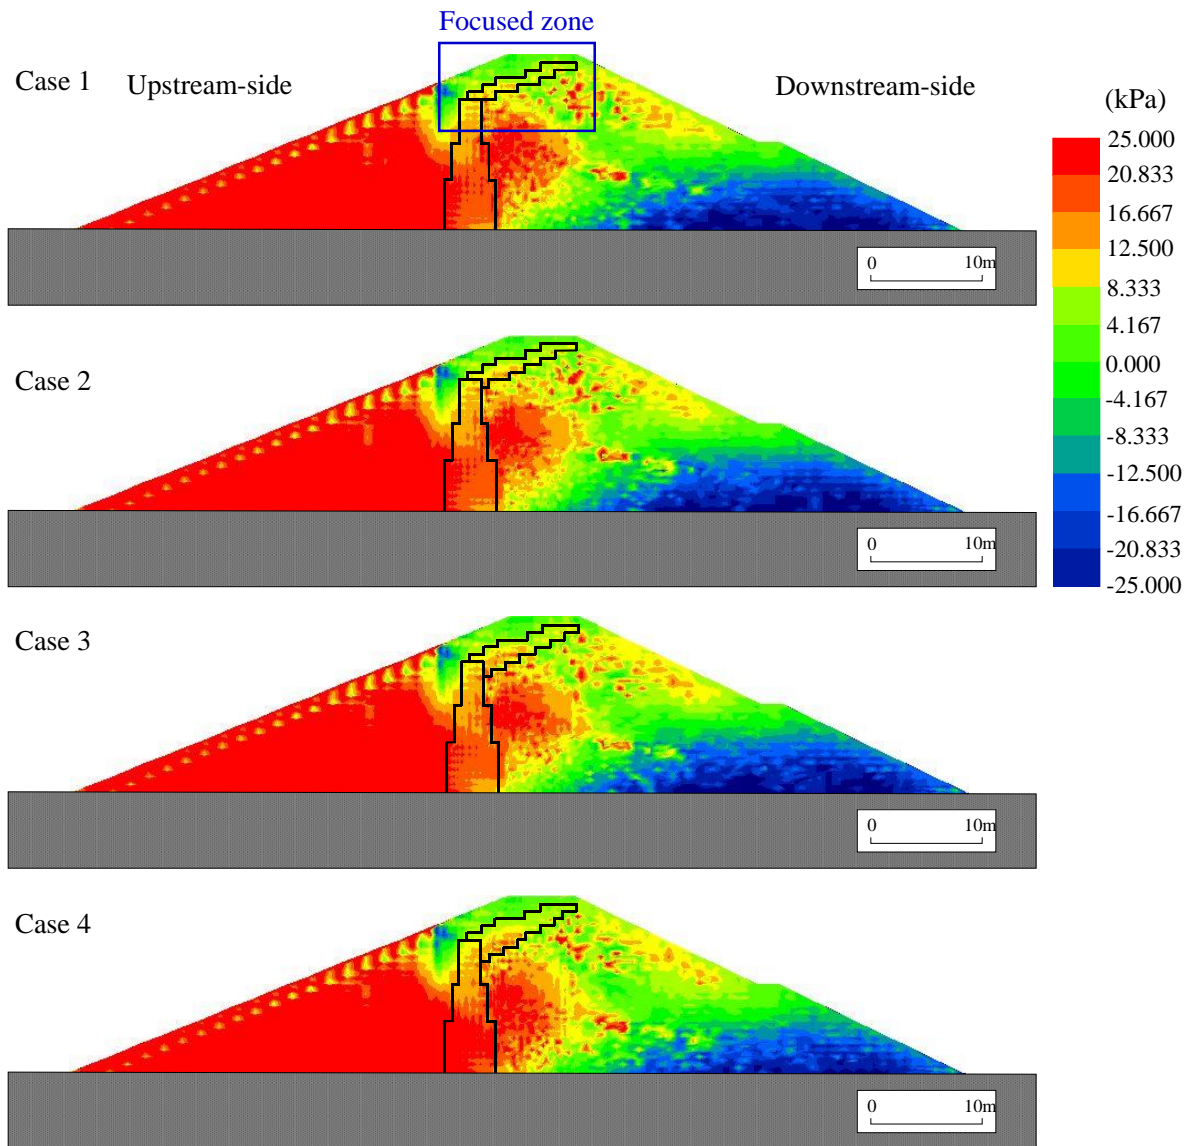 Focused zone
Case 1
Upstream-side
Downstream-side
(kPa)
25.000
20.833
16.667
12.500
8.333
4.167
0.000
-4.167
-8.333
-12.500
-16.667
-20.833
-25.000
0 10m
Case 2
0 10m
Case 3
0 10m
Case 4
0 10m